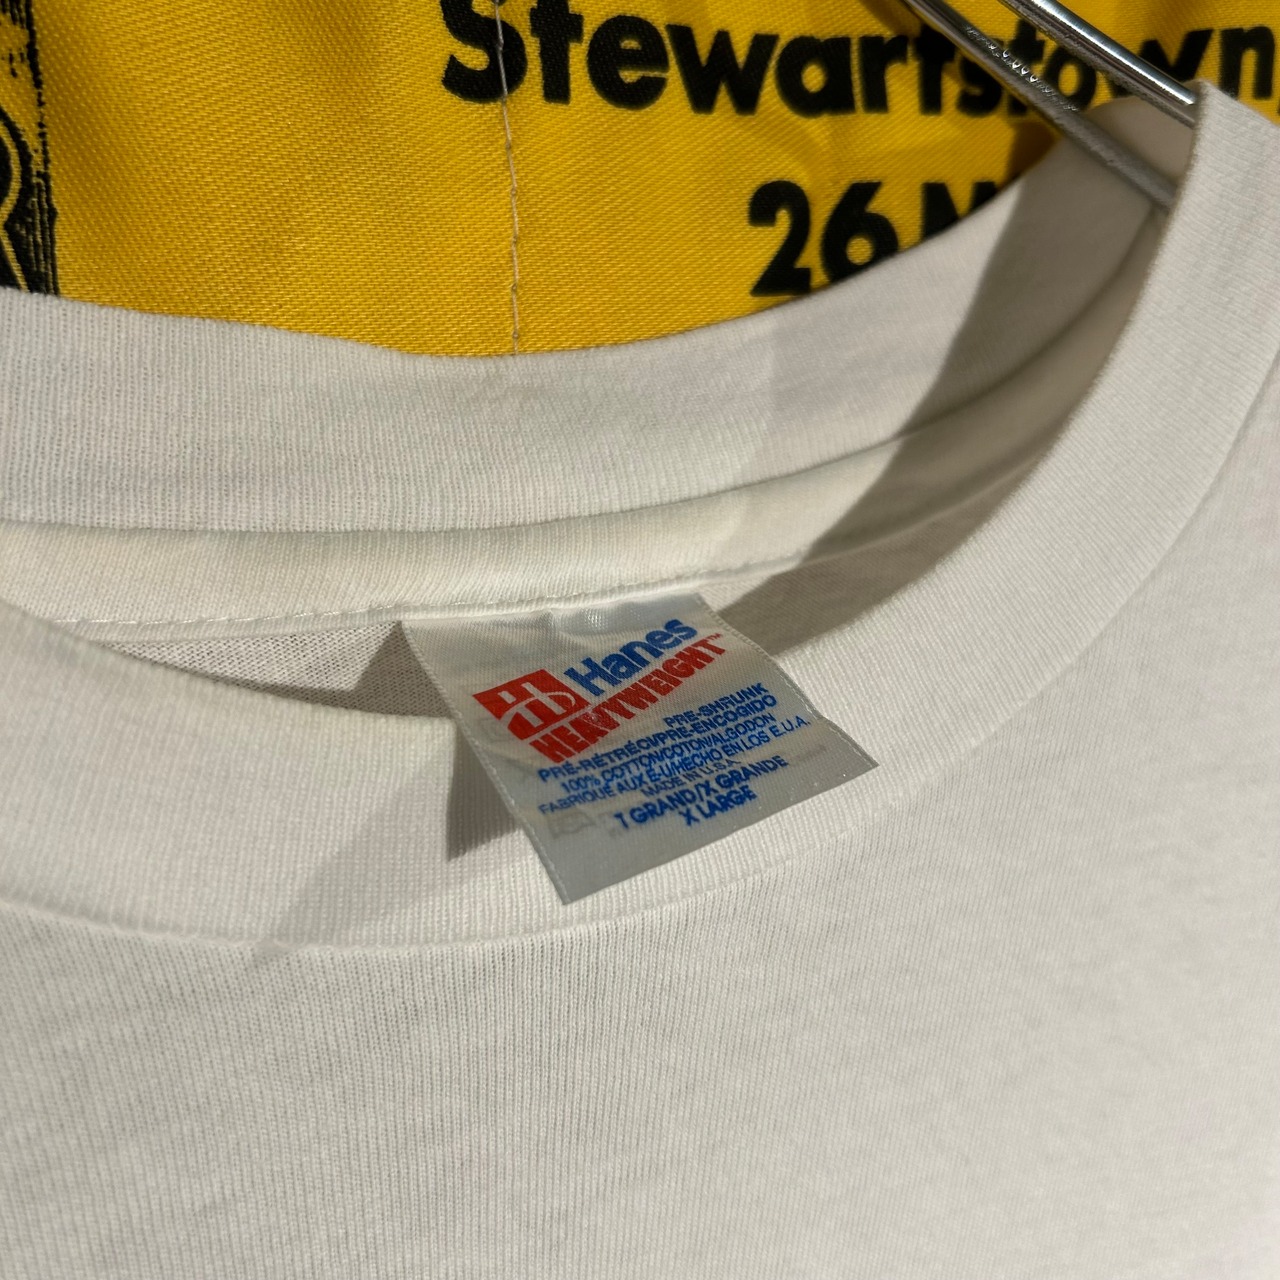 Stewartstown,
26 M
Hanes
HEAVYWEIGHT™
PRE-SHRUNK
PRÉ-RÉTRÉCI/PRE-ENCOGIDO
100% COTTON/COTON/ALGODON
FABRIQUÉ AUX É-U/HECHO EN LOS E.U.A.
MADE IN U.S.A.
T GRAND/X GRANDE
X LARGE